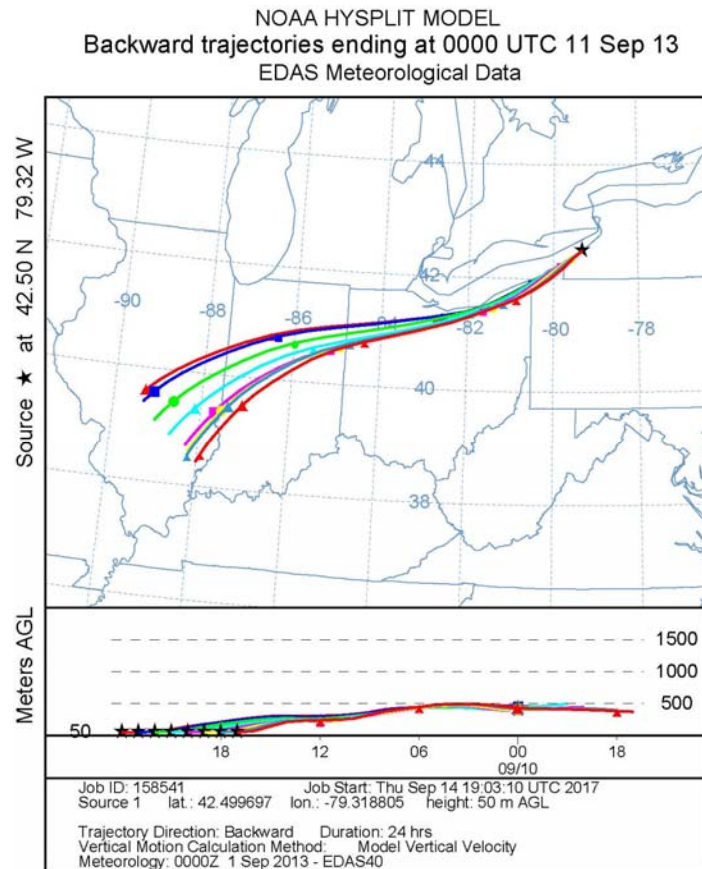 NOAA HYSPLIT MODEL
Backward trajectories ending at 0000 UTC 11 Sep 13
EDAS Meteorological Data
Source ★ at 42.50 N 79.32 W
44
42
-90
-88
-86
-84
-82
-80
-78
40
38
Meters AGL
1500
1000
500
50
18 12 06 00 18
09/10
Job ID: 158541 Job Start: Thu Sep 14 19:03:10 UTC 2017
Source 1 lat.: 42.499697 lon.: -79.318805 height: 50 m AGL
Trajectory Direction: Backward Duration: 24 hrs
Vertical Motion Calculation Method: Model Vertical Velocity
Meteorology: 0000Z 1 Sep 2013 - EDAS40